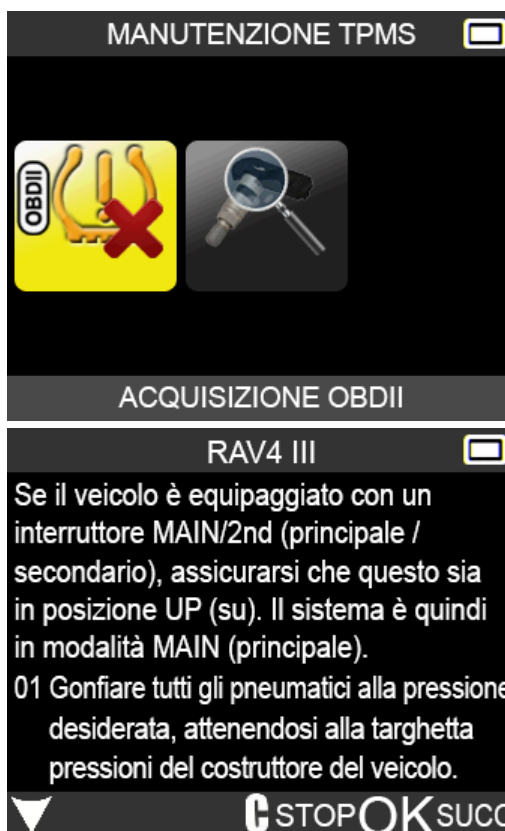 MANUTENZIONE TPMS
OBDII
ACQUISIZIONE OBDII
RAV4 III
Se il veicolo è equipaggiato con un
interruttore MAIN/2nd (principale /
secondario), assicurarsi che questo sia
in posizione UP (su). Il sistema è quindi
in modalità MAIN (principale).
01 Gonfiare tutti gli pneumatici alla pressione
desiderata, attenendosi alla targhetta
pressioni del costruttore del veicolo.
C STOP OK SUCC